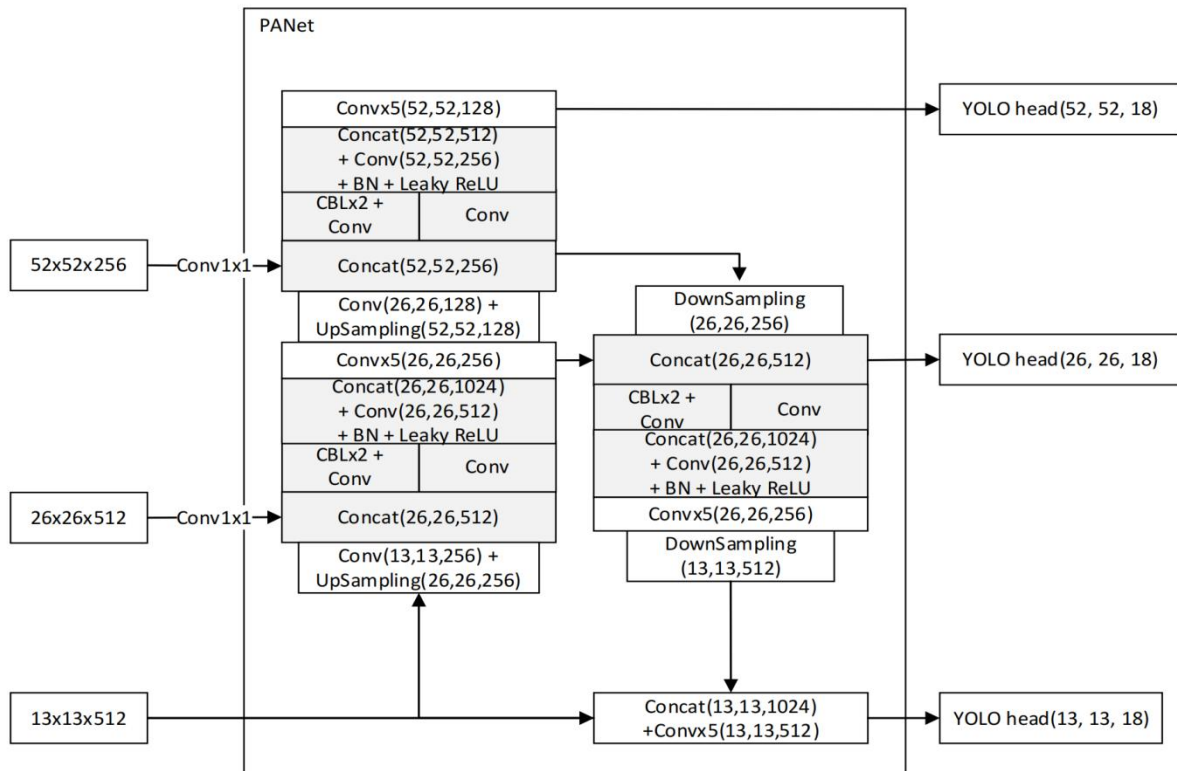 PANet
Convx5(52,52,128)
Concat(52,52,512)
+ Conv(52,52,256)
+ BN + Leaky ReLU
CBLx2 +
Conv
Conv
52x52x256
Conv1x1
Concat(52,52,256)
Conv(26,26,128) +
UpSampling(52,52,128)
Convx5(26,26,256)
Concat(26,26,1024)
+ Conv(26,26,512)
+ BN + Leaky ReLU
CBLx2 +
Conv
Conv
26x26x512
Conv1x1
Concat(26,26,512)
Conv(13,13,256) +
UpSampling(26,26,256)
13x13x512
DownSampling
(26,26,256)
Concat(26,26,512)
CBLx2 +
Conv
Conv
Concat(26,26,1024)
+ Conv(26,26,512)
+ BN + Leaky ReLU
Convx5(26,26,256)
DownSampling
(13,13,512)
Concat(13,13,1024)
+Convx5(13,13,512)
YOLO head(52, 52, 18)
YOLO head(26, 26, 18)
YOLO head(13, 13, 18)